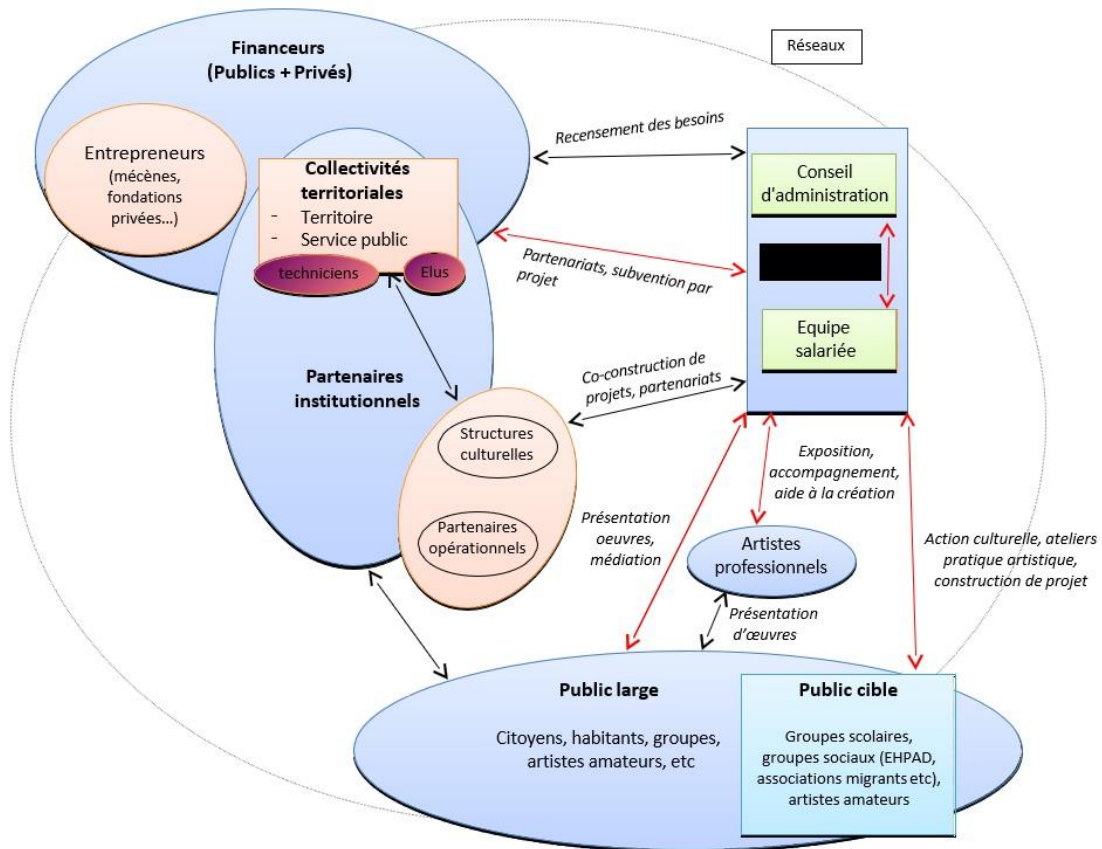 Financeurs
(Publics + Privés)
Réseaux
Entrepreneurs
(mécènes,
fondations
privées...)
Collectivités
territoriales
- Territoire
- Service public
techniciens
Elus
Recensement des besoins
Conseil
d'administration
Partenariats, subvention par
projet
Equipe
salariée
Partenaires
institutionnels
Co-construction de
projets, partenariats
Structures
culturelles
Partenaires
opérationnels
Présentation
oeuvres,
médiation
Exposition,
accompagnement,
aide à la création
Artistes
professionnels
Action culturelle, ateliers
pratique artistique,
construction de projet
Présentation
d'œuvres
Public large
Citoyens, habitants, groupes,
artistes amateurs, etc
Public cible
Groupes scolaires,
groupes sociaux (EHPAD,
associations migrants etc),
artistes amateurs